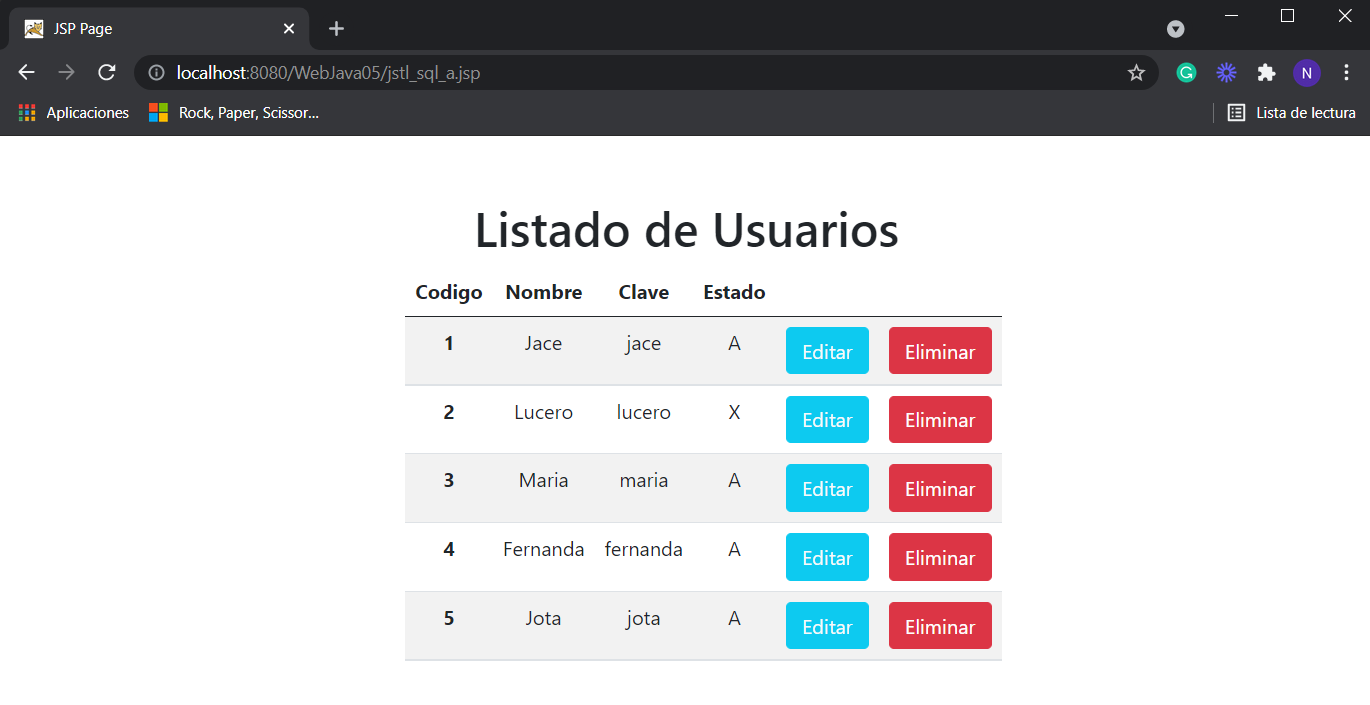 JSP Page
localhost:8080/WebJava05/jstl_sql_a.jsp
N
Aplicaciones Rock, Paper, Scissor... Lista de lectura
Listado de Usuarios
Codigo Nombre Clave Estado
1 Jace jace A Editar Eliminar
2 Lucero lucero X Editar Eliminar
3 Maria maria A Editar Eliminar
4 Fernanda fernanda A Editar Eliminar
5 Jota jota A Editar Eliminar